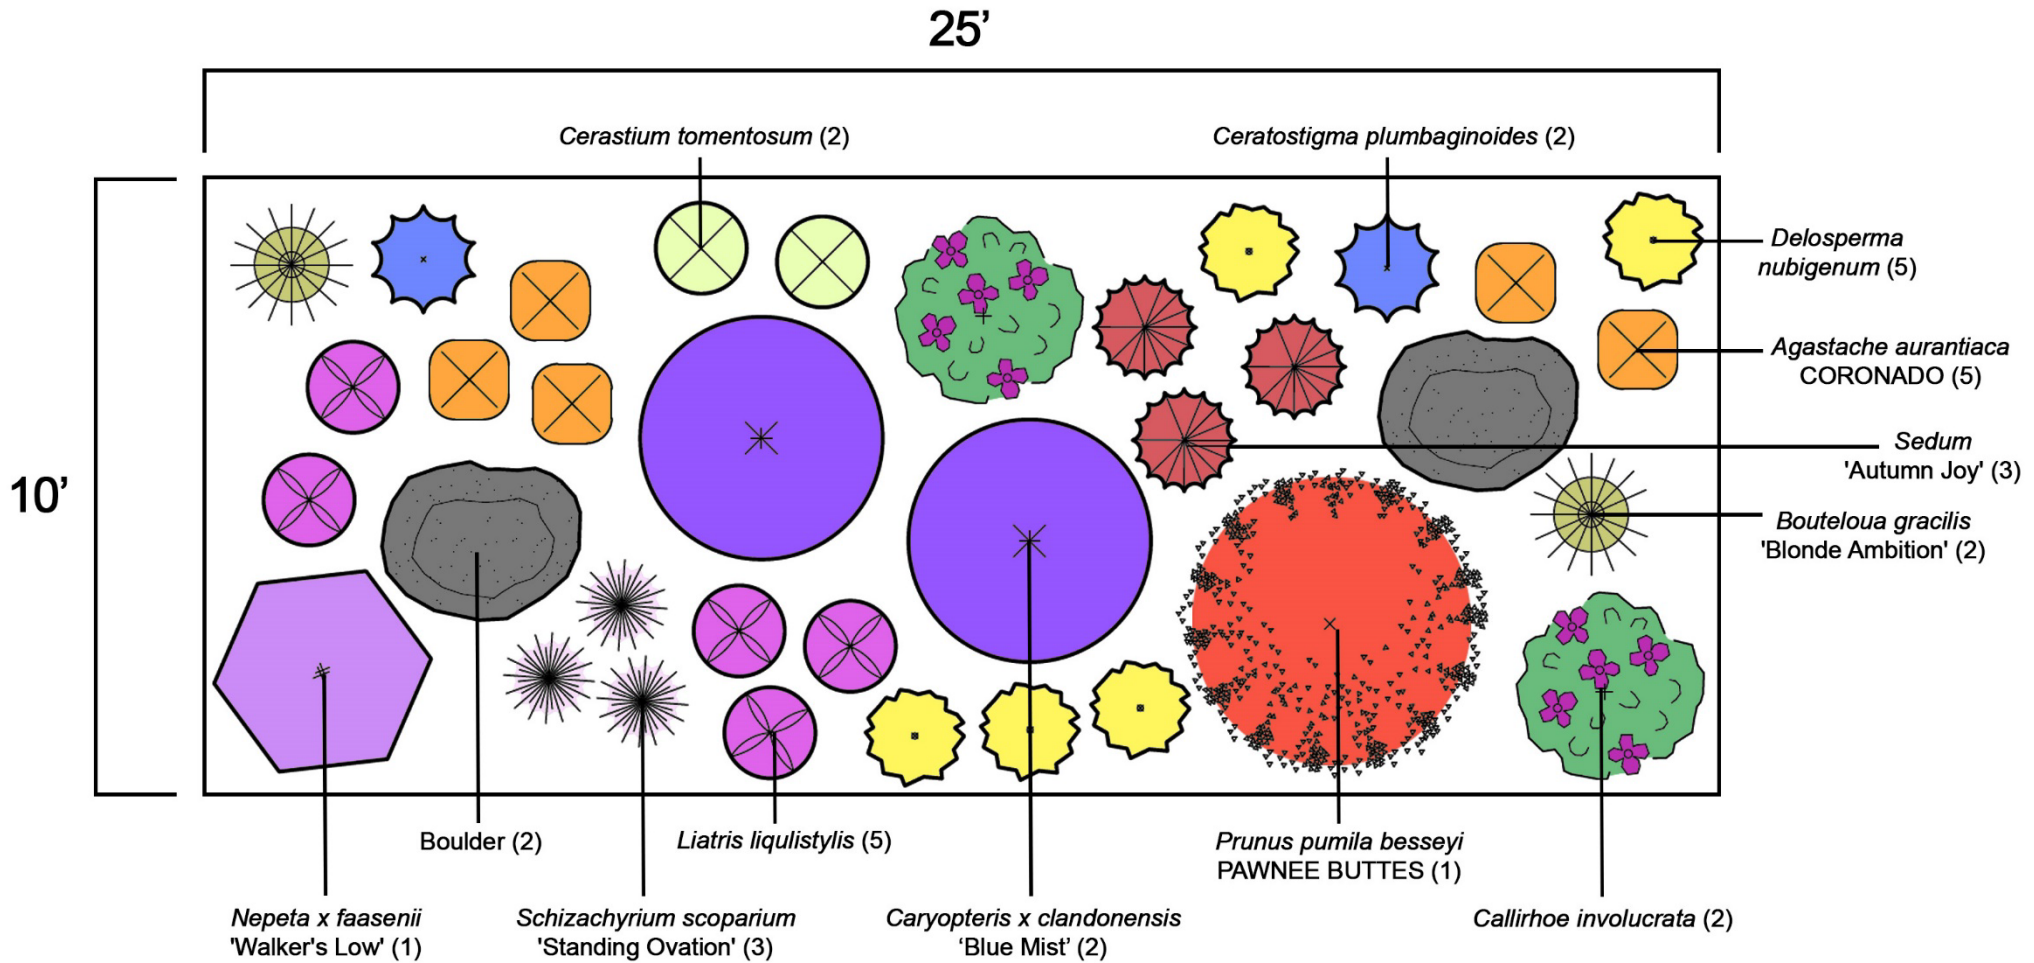 25’
Cerastium tomentosum (2)
Ceratostigma plumbaginoides (2)
Delosperma
nubigenum (5)
Agastache aurantiaca
CORONADO (5)
Sedum
'Autumn Joy' (3)
10’
Bouteloua gracilis
'Blonde Ambition' (2)
Boulder (2)
Liatris liqulistylis (5)
Prunus pumila besseyi
PAWNEE BUTTES (1)
Nepeta x faasenii
'Walker's Low' (1)
Schizachyrium scoparium
'Standing Ovation' (3)
Caryopteris x clandonensis
‘Blue Mist’ (2)
Callirhoe involucrata (2)